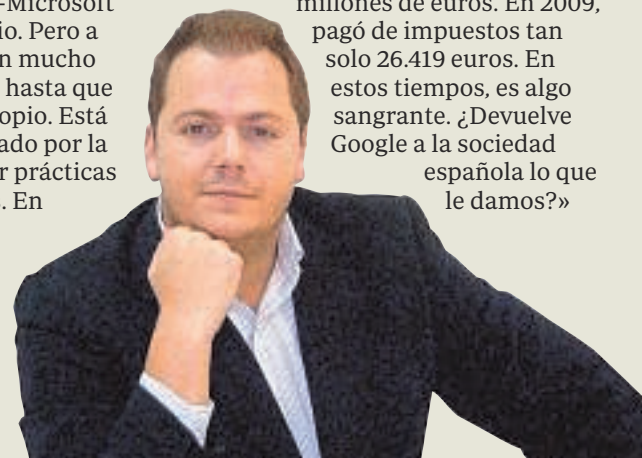 -Microsoft
io. Pero a
n mucho
hasta que
opio. Está
ado por la
r prácticas
. En
millones de euros. En 2009,
pagó de impuestos tan
solo 26.419 euros. En
estos tiempos, es algo
sangrante. ¿Devuelve
Google a la sociedad
española lo que
le damos?»